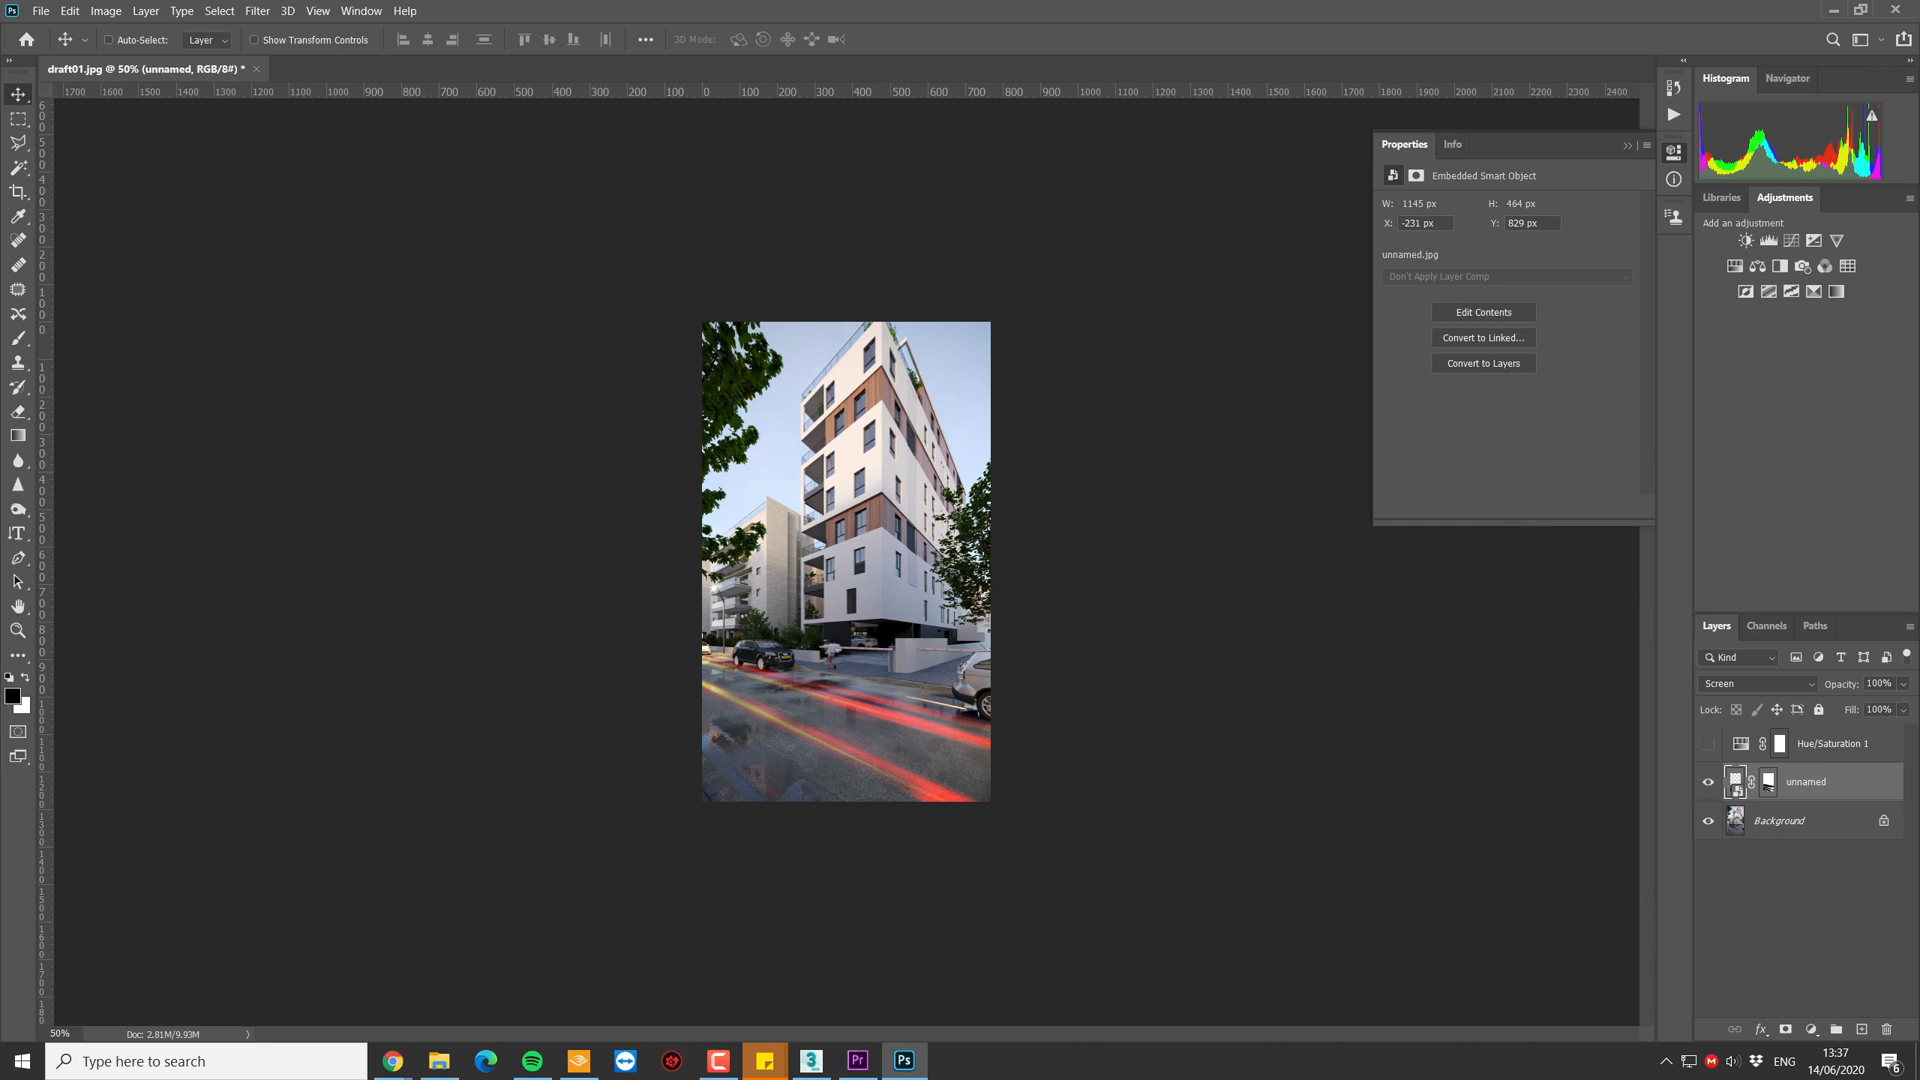 Ps File Edit Image Layer Type Select Filter 3D View Window Help
Auto-Select: Layer Show Transform Controls 3D Mode:
draft01.jpg @ 50% (unnamed, RGB/8#) *
1700 1600 1500 1400 1300 1200 1100 1000 900 800 700 600 500 400 300 200 100 0 100 200 300 400 500 600 700 800 900 1000 1100 1200 1300 1400 1500 1600 1700 1800 1900 2000 2100 2200 2300 2400
Histogram Navigator
Properties Info
Embedded Smart Object
W: 1145 px H: 464 px
X: -231 px Y: 829 px
unnamed.jpg
Don't Apply Layer Comp
Edit Contents
Convert to Linked...
Convert to Layers
Libraries Adjustments
Add an adjustment
Layers Channels Paths
Kind
Screen Opacity: 100%
Lock: Fill: 100%
Hue/Saturation 1
unnamed
Background
50% Doc: 2.81M/9.93M
Type here to search
Pr Ps
ENG
13:37
14/06/2020
6